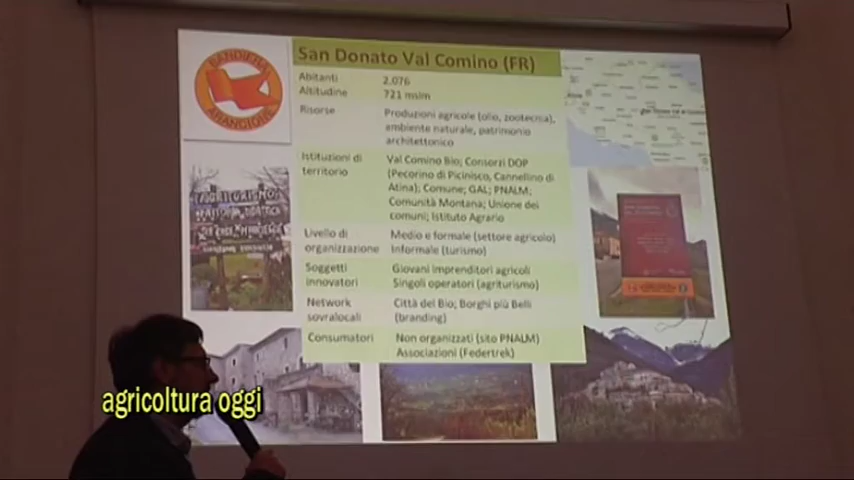 BANDIERA
ARANCIONE
San Donato Val Comino (FR)
Abitanti 2.076
Altitudine 721 mslm
Risorse Produzioni agricole (olio, zootecnia),
ambiente naturale, patrimonio
architettonico
Istituzioni di Val Comino Bio; Consorzi DOP
territorio (Pecorino di Picinisco, Cannellino di
Atina); Comune; GAL; PNALM;
Comunità Montana; Unione dei
comuni; Istituto Agrario
Livello di Medio e formale (settore agricolo)
organizzazione Informale (turismo)
Soggetti Giovani imprenditori agricoli
innovatori Singoli operatori (agriturismo)
Network Città del Bio; Borghi più Belli
sovralocali (branding)
Consumatori Non organizzati (sito PNALM)
Associazioni (Federtrek)
AGRITURISMO
agricoltura oggi